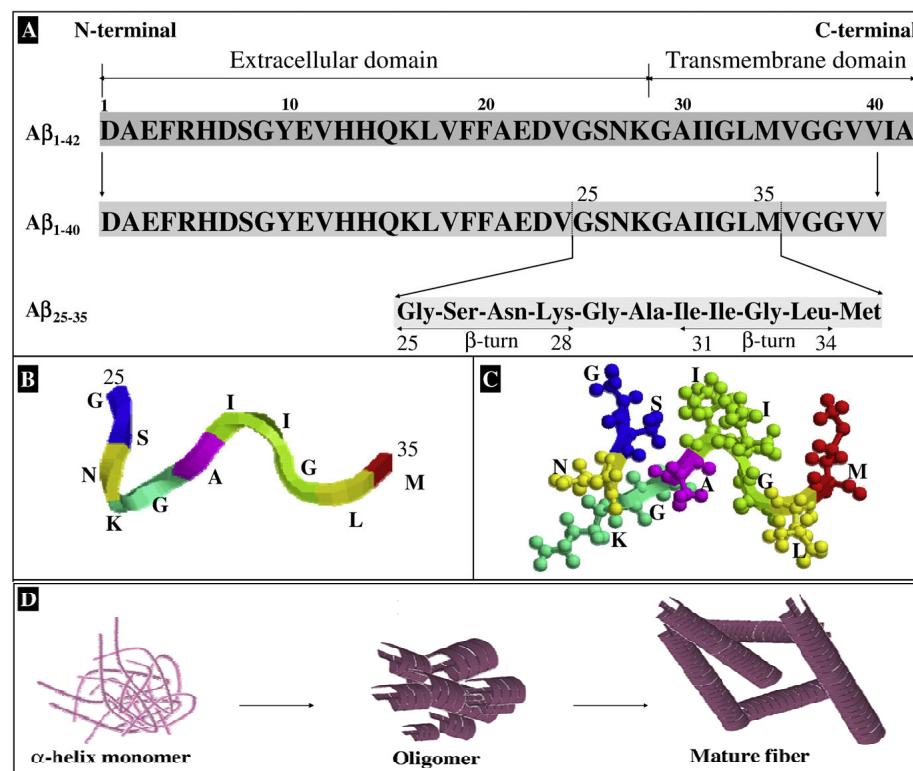 A
N-terminal C-terminal
Extracellular domain Transmembrane domain
1 10 20 30 40
Aβ1-42 DAEFRHDSGYEVHHQKLVFFAEDVGSNKGAIIGLMVGGVVIA
25 35
Aβ1-40 DAEFRHDSGYEVHHQKLVFFAEDVGSNKGAIIGLMVGGVV
Aβ25-35 Gly-Ser-Asn-Lys-Gly-Ala-Ile-Ile-Gly-Leu-Met
25 β-turn 28 31 β-turn 34
B
25
G
S
N
K
G
A
I
I
G
L
35
M
C
G
S
N
K
G
A
I
I
G
L
M
D
α-helix monomer
Oligomer
Mature fiber